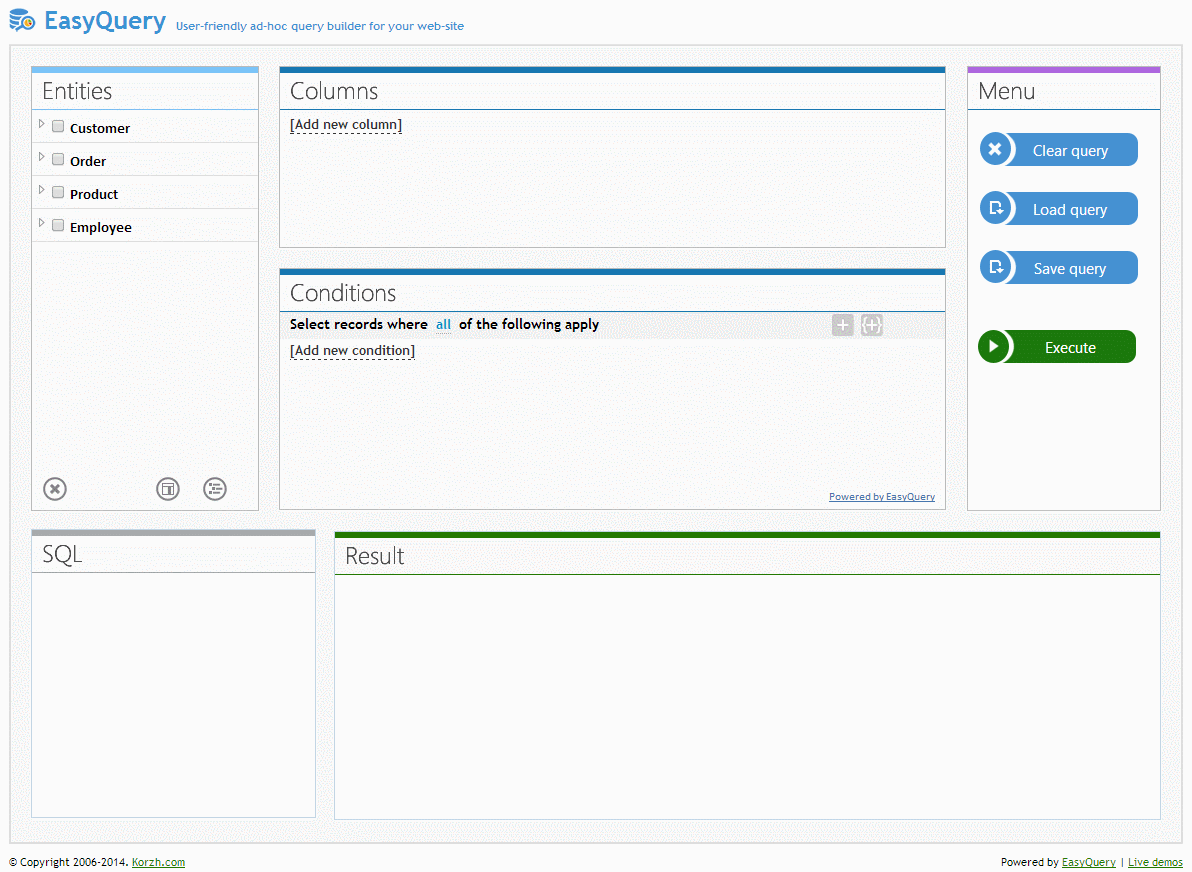 EasyQuery User-friendly ad-hoc query builder for your web-site
Entities
Customer
Order
Product
Employee
Columns
[Add new column]
Conditions
Select records where all of the following apply
[Add new condition]
Powered by EasyQuery
Menu
Clear query
Load query
Save query
Execute
SQL
Result
© Copyright 2006-2014. Korzh.com
Powered by EasyQuery | Live demos